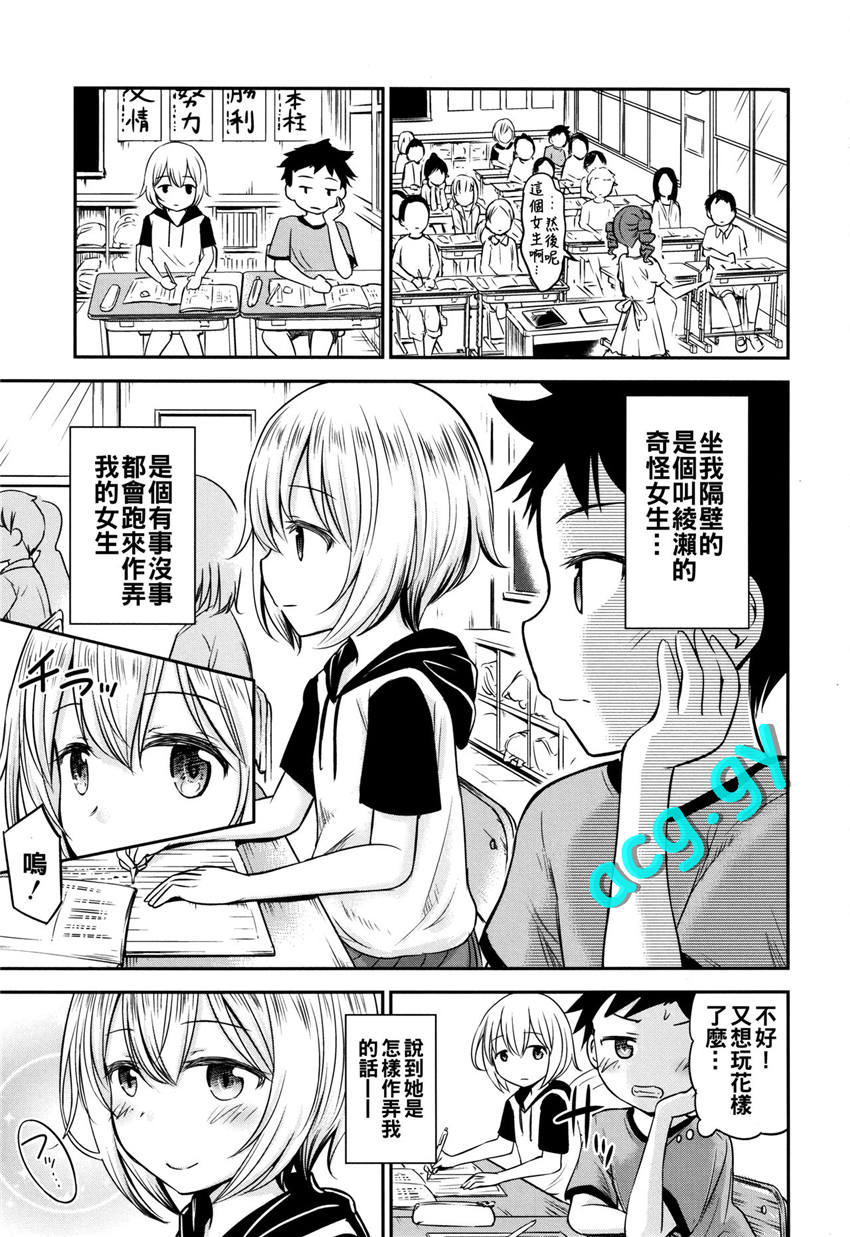 …然後呢
這個女生啊…
友情
努力
勝利
一本柱
坐我隔壁的
是個叫綾瀨的
奇怪女生…
是個有事沒事
都會跑來作弄
我的女生
チラッ
嗚！
不好！
又想玩花樣
了麼…
說到她是
怎樣作弄我
的話——
フッ…
acg.gy